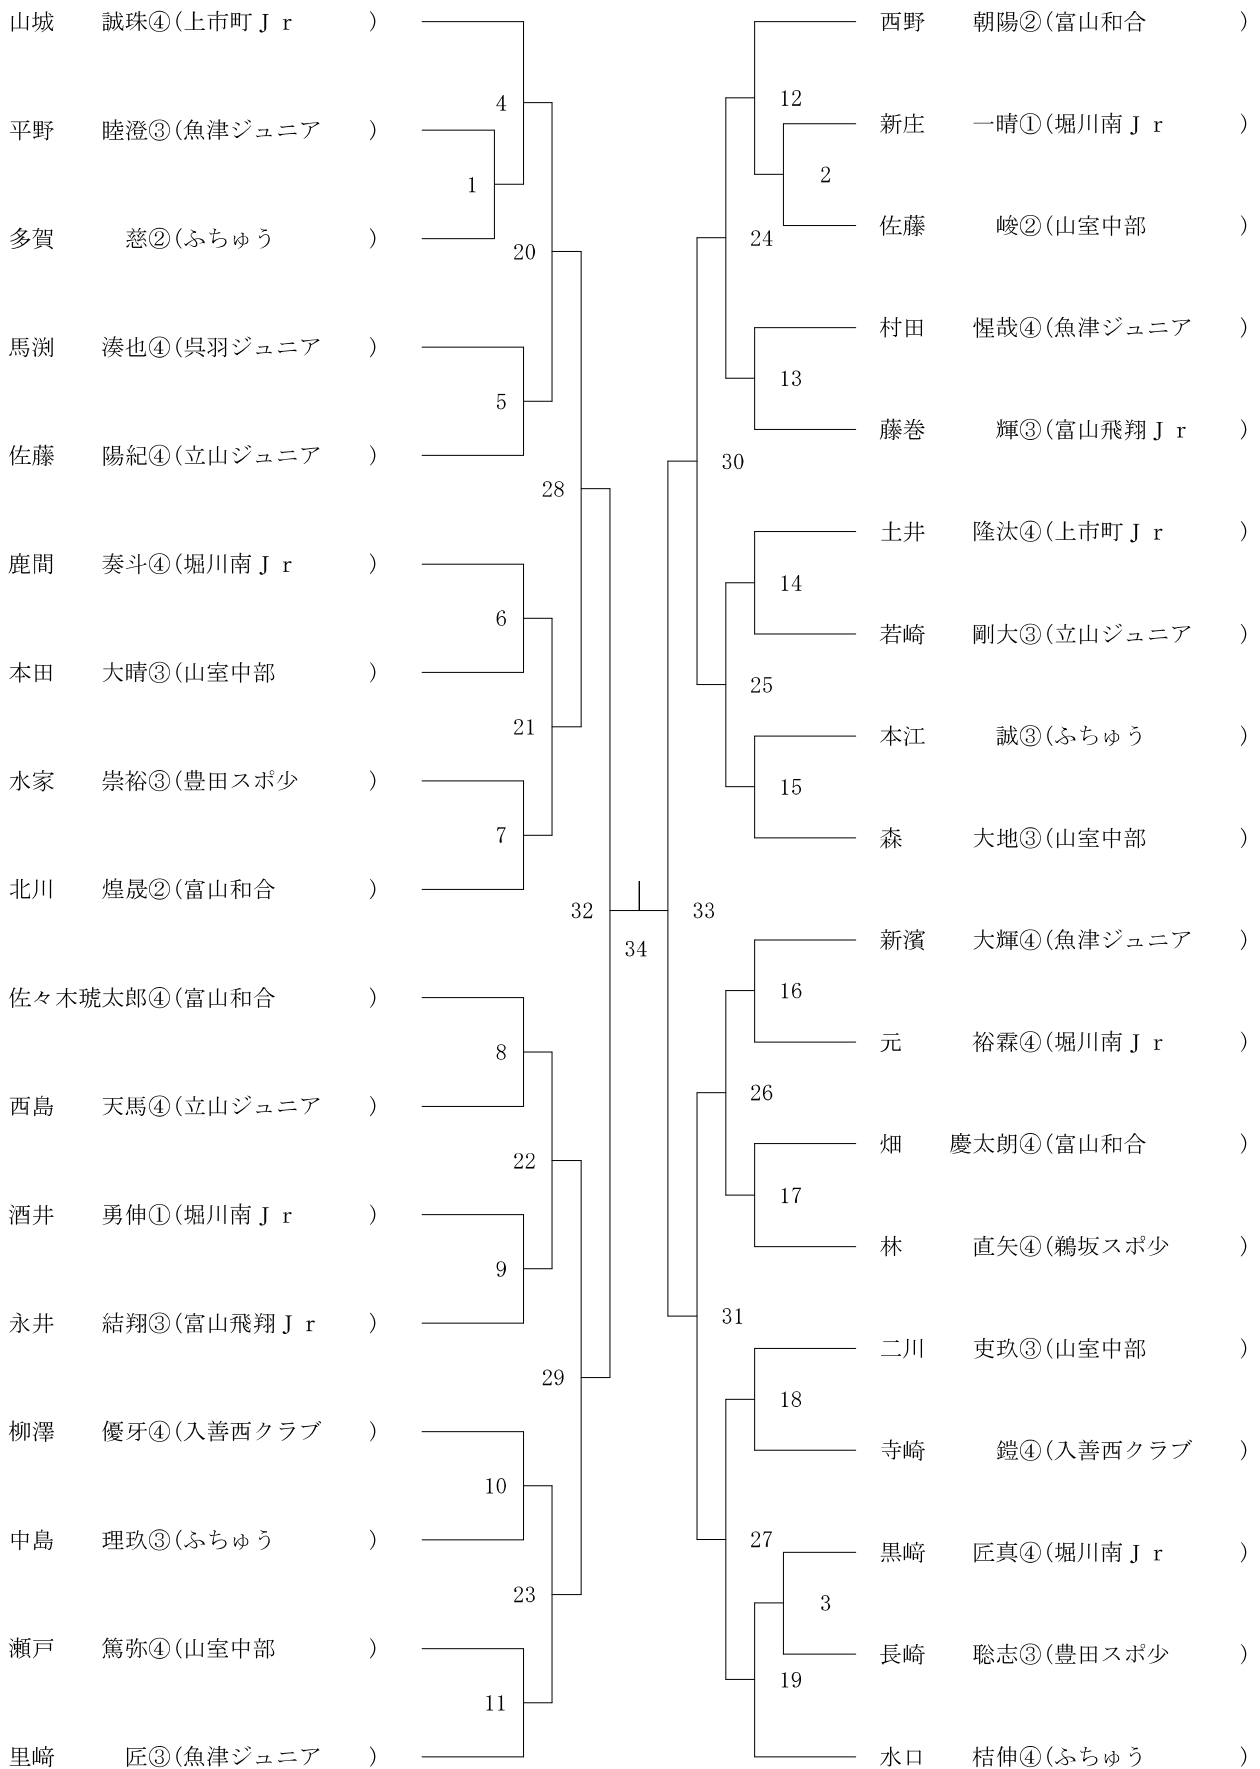 山城 誠珠④(上市町Ｊｒ)
4
平野 睦澄③(魚津ジュニア)
1
多賀 慈②(ふちゅう)
20
馬渕 湊也④(呉羽ジュニア)
5
佐藤 陽紀④(立山ジュニア)
28
鹿間 奏斗④(堀川南Ｊｒ)
6
本田 大晴③(山室中部)
21
水家 崇裕③(豊田スポ少)
7
北川 煌晟②(富山和合)
32
佐々木琥太郎④(富山和合)
8
西島 天馬④(立山ジュニア)
22
酒井 勇伸①(堀川南Ｊｒ)
9
永井 結翔③(富山飛翔Ｊｒ)
29
柳澤 優牙④(入善西クラブ)
10
中島 理玖③(ふちゅう)
23
瀬戸 篤弥④(山室中部)
11
里﨑 匠③(魚津ジュニア)
34
西野 朝陽②(富山和合)
12
新庄 一晴①(堀川南Ｊｒ)
2
佐藤 峻②(山室中部)
24
村田 惺哉④(魚津ジュニア)
13
藤巻 輝③(富山飛翔Ｊｒ)
30
土井 隆汰④(上市町Ｊｒ)
14
若崎 剛大③(立山ジュニア)
25
本江 誠③(ふちゅう)
15
森 大地③(山室中部)
33
新濱 大輝④(魚津ジュニア)
16
元 裕霖④(堀川南Ｊｒ)
26
畑 慶太朗④(富山和合)
17
林 直矢④(鵜坂スポ少)
31
二川 吏玖③(山室中部)
18
寺崎 鎧④(入善西クラブ)
27
黒﨑 匠真④(堀川南Ｊｒ)
3
長崎 聡志③(豊田スポ少)
19
水口 桔伸④(ふちゅう)